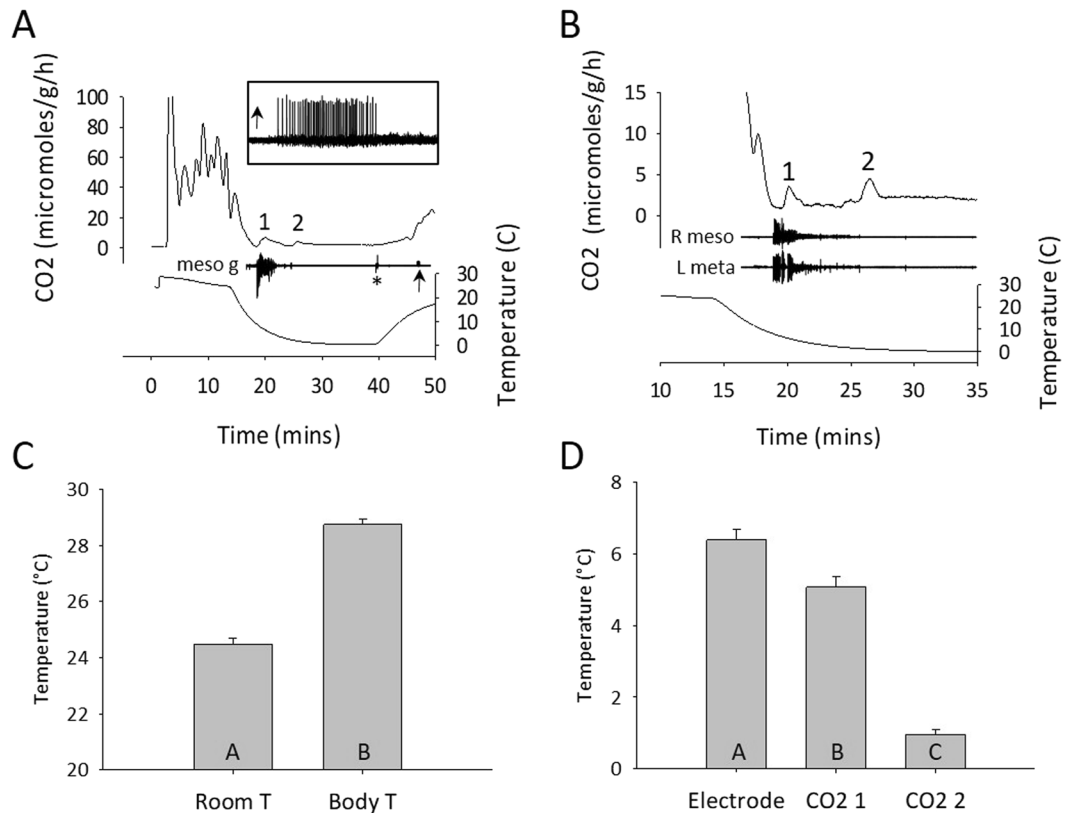 A
CO2 (micromoles/g/h)
100
80
60
40
20
0
1
2
meso g
*
30
20
10
0
Temperature (C)
0 10 20 30 40 50
Time (mins)
B
CO2 (micromoles/g/h)
15
10
5
0
1
2
R meso
L meta
30
20
10
0
Temperature (C)
10 15 20 25 30 35
Time (mins)
C
Temperature (°C)
30
28
26
24
22
20
A
B
Room T
Body T
D
Temperature (°C)
8
6
4
2
0
A
B
C
Electrode
CO2 1
CO2 2